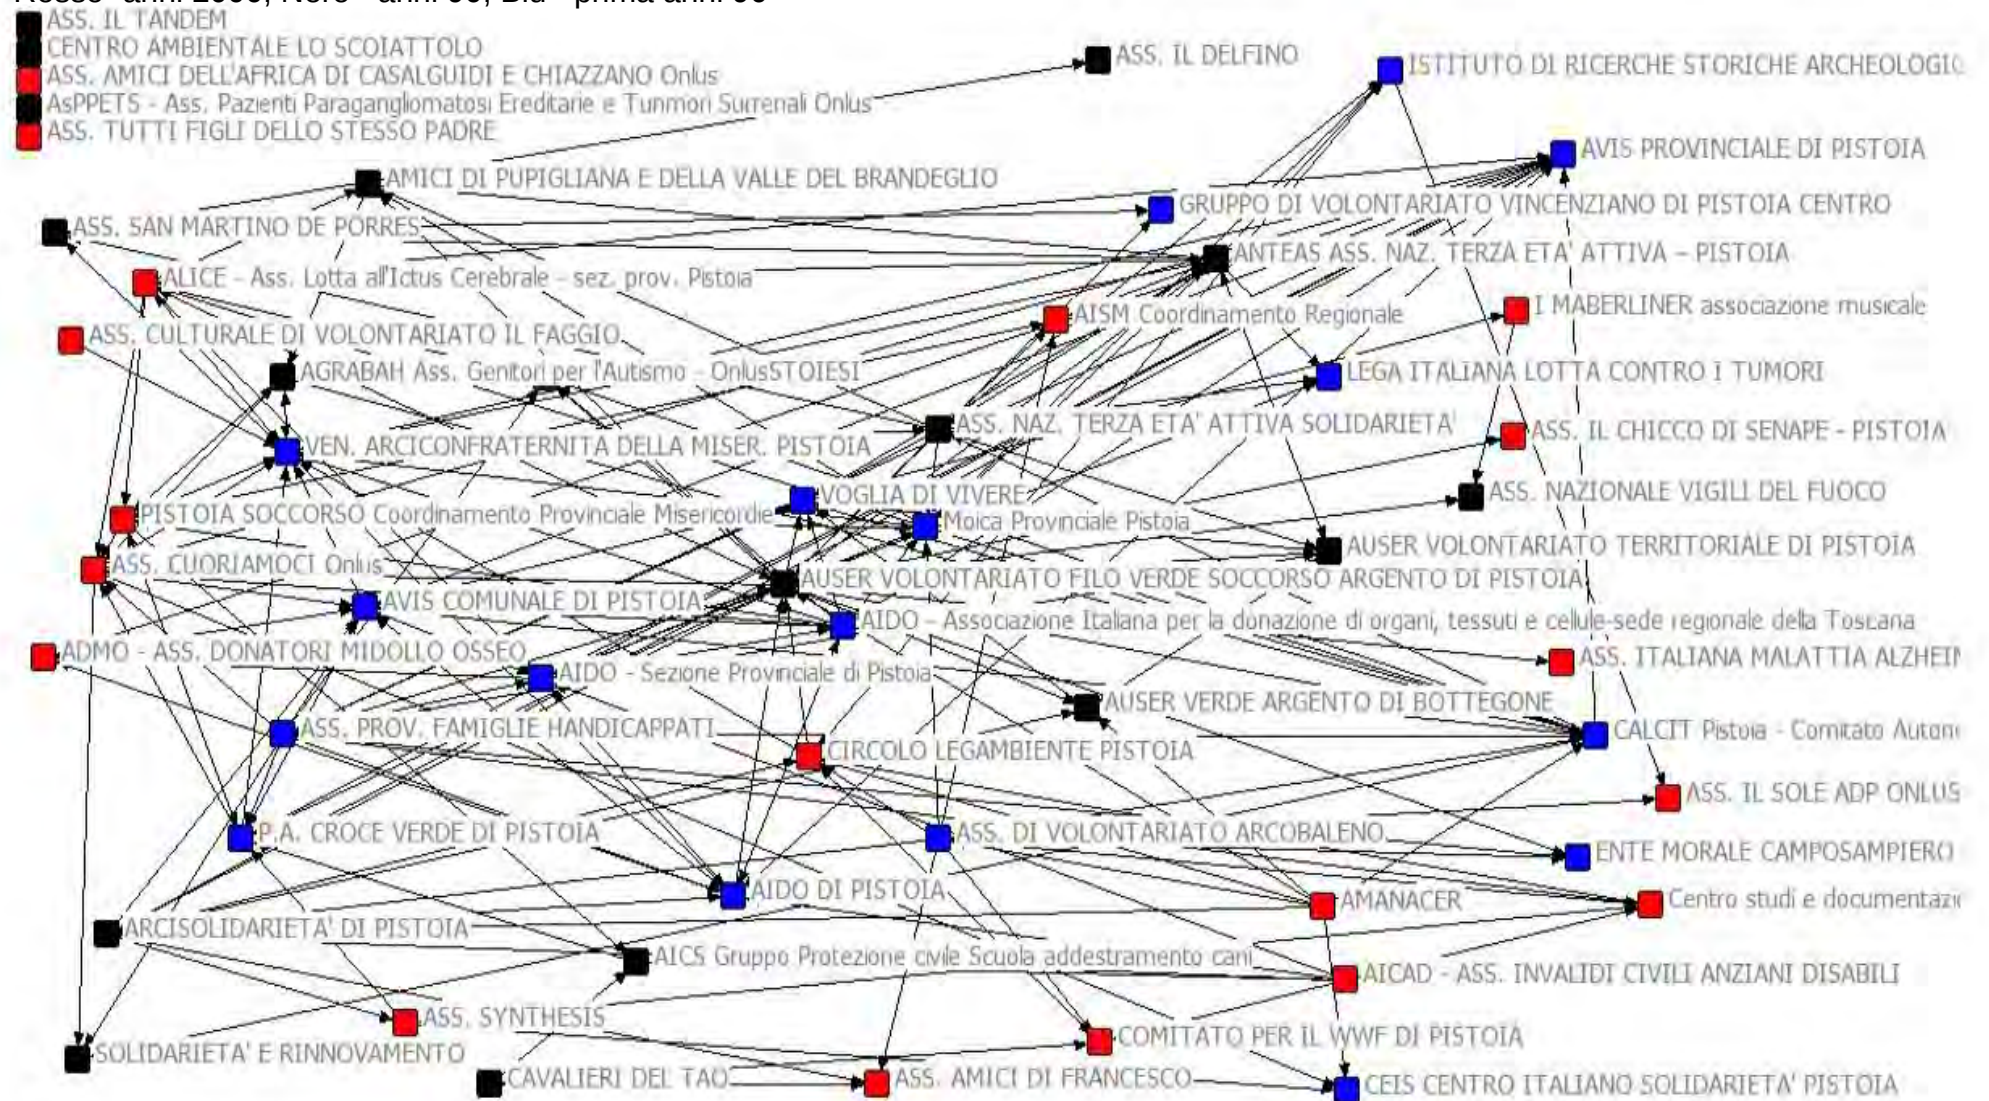 ASS. IL TANDEM
CENTRO AMBIENTALE LO SCOIATTOLO
ASS. AMICI DELL'AFRICA DI CASALGUIDI E CHIAZZANO Onlus
AsPPETS - Ass. Pazienti Paragangliomatosi Ereditarie e Tunmori Surrenali Onlus
ASS. TUTTI FIGLI DELLO STESSO PADRE
ASS. IL DELFINO
ISTITUTO DI RICERCHE STORICHE ARCHEOLOGIC
AVIS PROVINCIALE DI PISTOIA
AMICI DI PUPIGLIANA E DELLA VALLE DEL BRANDEGLIO
GRUPPO DI VOLONTARIATO VINCENZIANO DI PISTOIA CENTRO
ASS. SAN MARTINO DE PORRES
ANTEAS ASS. NAZ. TERZA ETA' ATTIVA - PISTOIA
ALICE - Ass. Lotta all'Ictus Cerebrale - sez. prov. Pistoia
I MABERLINER associazione musicale
AISM Coordinamento Regionale
ASS. CULTURALE DI VOLONTARIATO IL FAGGIO
AGRABAH Ass. Genitori per l'Autismo - OnlusSTOIESI
LEGA ITALIANA LOTTA CONTRO I TUMORI
ASS. NAZ. TERZA ETA' ATTIVA SOLIDARIETA'
ASS. IL CHICCO DI SENAPE - PISTOIA
VEN. ARCICONFRATERNITA DELLA MISER. PISTOIA
VOGLIA DI VIVERE
ASS. NAZIONALE VIGILI DEL FUOCO
PISTOIA SOCCORSO Coordinamento Provinciale Misericordie
Moica Provinciale Pistoia
AUSER VOLONTARIATO TERRITORIALE DI PISTOIA
ASS. CUORIAMOCI Onlus
AUSER VOLONTARIATO FILO VERDE SOCCORSO ARGENTO DI PISTOIA
AVIS COMUNALE DI PISTOIA
AIDO - Associazione Italiana per la donazione di organi, tessuti e cellule-sede regionale della Toscana
ADMO - ASS. DONATORI MIDOLLO OSSEO
ASS. ITALIANA MALATTIA ALZHEIM
AIDO - Sezione Provinciale di Pistoia
AUSER VERDE ARGENTO DI BOTTEGONE
ASS. PROV. FAMIGLIE HANDICAPPATI
CALCIT Pistoia - Comitato Auton
CIRCOLO LEGAMBIENTE PISTOIA
ASS. IL SOLE ADP ONLUS
P.A. CROCE VERDE DI PISTOIA
ASS. DI VOLONTARIATO ARCOBALENO
ENTE MORALE CAMPOSAMPIERO
AIDO DI PISTOIA
AMANACER
Centro studi e documentazi
ARCISOLIDARIETA' DI PISTOIA
AICS Gruppo Protezione civile Scuola addestramento cani
AICAD - ASS. INVALIDI CIVILI ANZIANI DISABILI
ASS. SYNTHESIS
COMITATO PER IL WWF DI PISTOIA
SOLIDARIETA' E RINNOVAMENTO
CAVALIERI DEL TAO
ASS. AMICI DI FRANCESCO
CEIS CENTRO ITALIANO SOLIDARIETA' PISTOIA